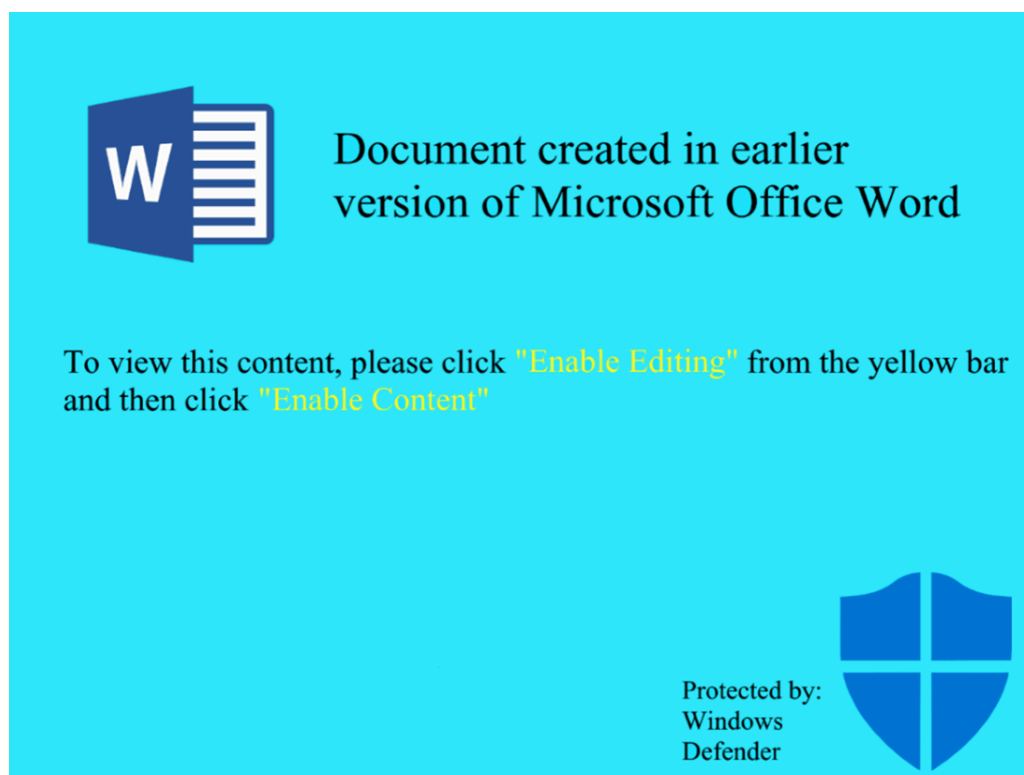 W
Document created in earlier
version of Microsoft Office Word
To view this content, please click "Enable Editing" from the yellow bar
and then click "Enable Content"
Protected by:
Windows
Defender